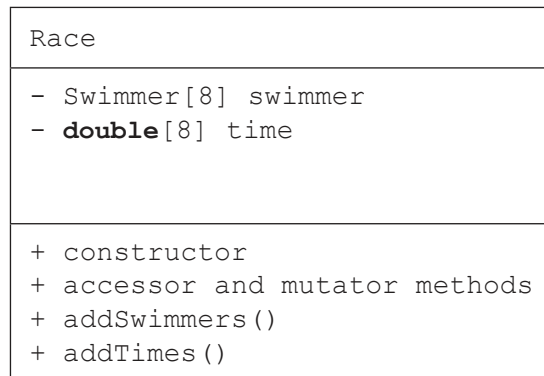 Race
- Swimmer[8] swimmer
- double[8] time
+ constructor
+ accessor and mutator methods
+ addSwimmers()
+ addTimes()